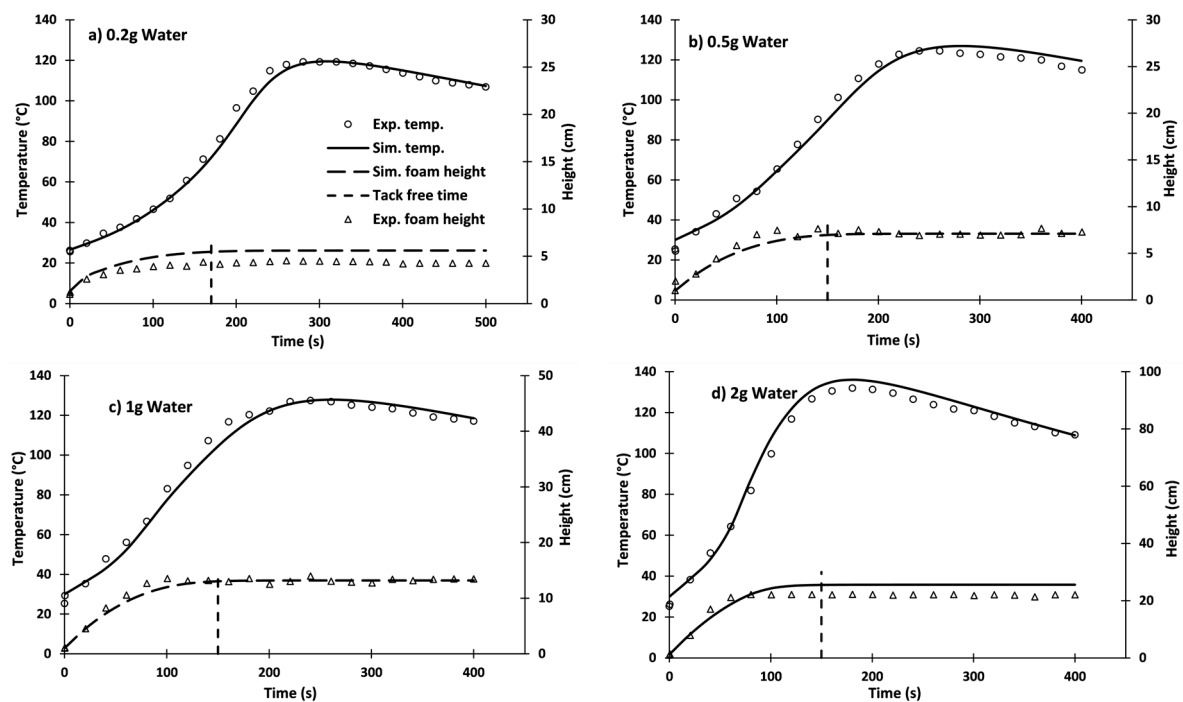 a) 0.2g Water
140
120
100
80
60
40
20
0
Temperature (°C)
30
25
20
15
10
5
0
Height (cm)
0 100 200 300 400 500
Time (s)
Exp. temp.
Sim. temp.
Sim. foam height
Tack free time
Exp. foam height
b) 0.5g Water
140
120
100
80
60
40
20
0
Temperature (°C)
30
25
20
15
10
5
0
Height (cm)
0 100 200 300 400
Time (s)
c) 1g Water
140
120
100
80
60
40
20
0
Temperature (°C)
50
40
30
20
10
0
Height (cm)
0 100 200 300 400
Time (s)
d) 2g Water
140
120
100
80
60
40
20
0
Temperature (°C)
100
80
60
40
20
0
Height (cm)
0 100 200 300 400
Time (s)